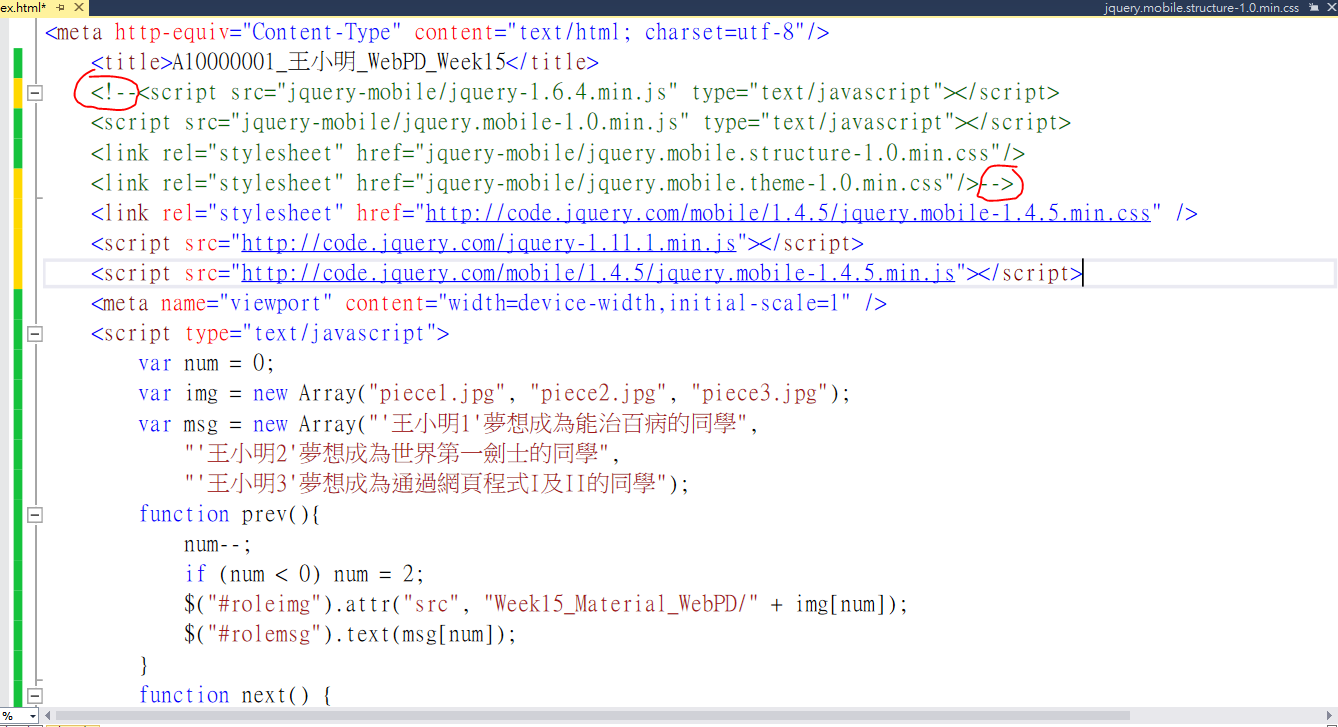 ex.html* jquery.mobile.structure-1.0.min.css
<meta http-equiv="Content-Type" content="text/html; charset=utf-8"/>
<title>A10000001_王小明_WebPD_Week15</title>
<!--<script src="jquery-mobile/jquery-1.6.4.min.js" type="text/javascript"></script>
<script src="jquery-mobile/jquery.mobile-1.0.min.js" type="text/javascript"></script>
<link rel="stylesheet" href="jquery-mobile/jquery.mobile.structure-1.0.min.css"/>
<link rel="stylesheet" href="jquery-mobile/jquery.mobile.theme-1.0.min.css"/>-->
<link rel="stylesheet" href="http://code.jquery.com/mobile/1.4.5/jquery.mobile-1.4.5.min.css" />
<script src="http://code.jquery.com/jquery-1.11.1.min.js"></script>
<script src="http://code.jquery.com/mobile/1.4.5/jquery.mobile-1.4.5.min.js"></script>
<meta name="viewport" content="width=device-width,initial-scale=1" />
<script type="text/javascript">
var num = 0;
var img = new Array("piece1.jpg", "piece2.jpg", "piece3.jpg");
var msg = new Array("'王小明1'夢想成為能治百病的同學",
"'王小明2'夢想成為世界第一劍士的同學",
"'王小明3'夢想成為通過網頁程式I及II的同學");
function prev(){
num--;
if (num < 0) num = 2;
$("#roleimg").attr("src", "Week15_Material_WebPD/" + img[num]);
$("#rolemsg").text(msg[num]);
}
function next() {
%